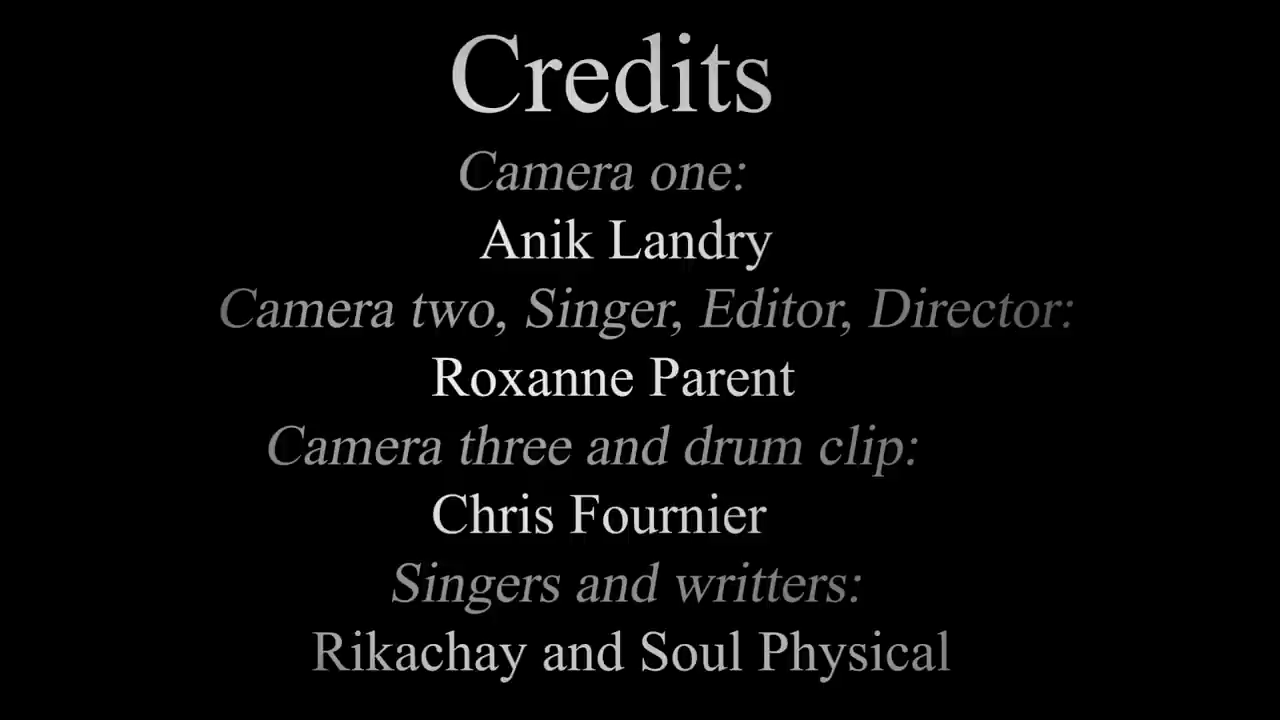 Credits
Camera one:
Anik Landry
Camera two, Singer, Editor, Director:
Roxanne Parent
Camera three and drum clip:
Chris Fournier
Singers and writters:
Rikachay and Soul Physical